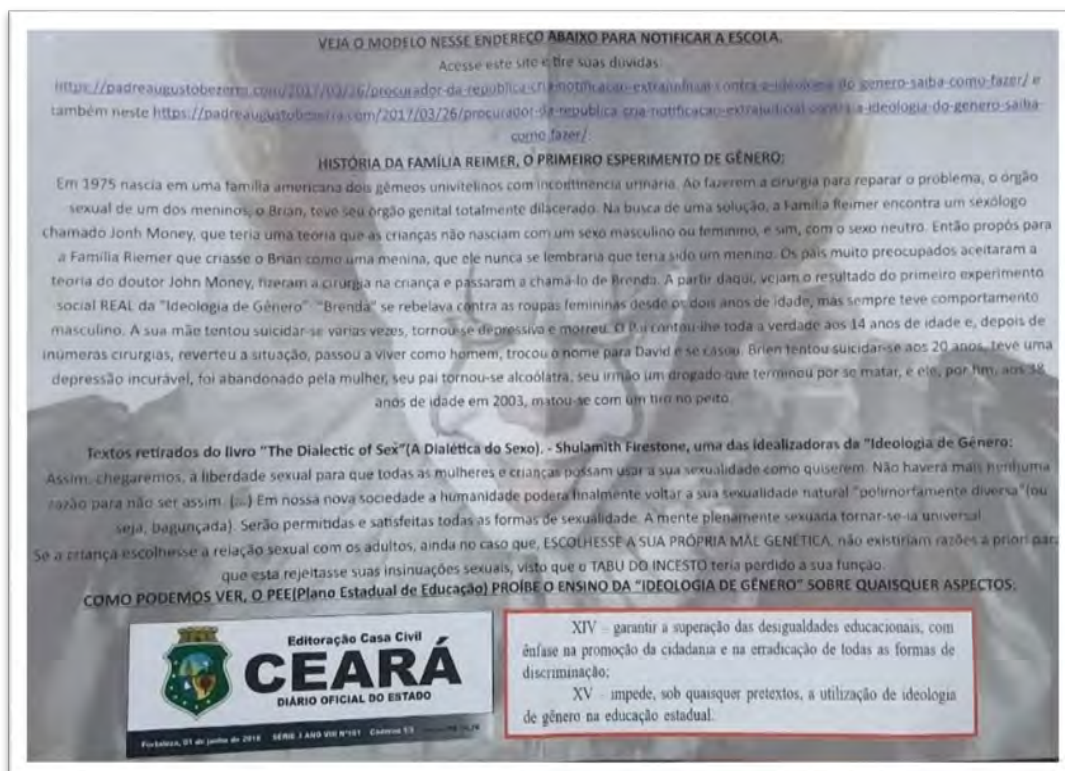 VEJA O MODELO NESSE ENDEREÇO ABAIXO PARA NOTIFICAR A ESCOLA.
Acesse este site e tire suas dúvidas:
https://padreaugustobezerra.com/2017/03/26/procurador-da-republica-cria-notificacao-contra-a-ideologia-do-genero-saiba-como-fazer/ e
também neste https://padreaugustobezerra.com/2017/03/26/procurador-da-republica-cria-notificacao-extrajudicial-contra-a-ideologia-do-genero-saiba-
como-fazer/
HISTÓRIA DA FAMÍLIA REIMER, O PRIMEIRO EXPERIMENTO DE GÊNERO:
Em 1975 nascia em uma família americana dois gêmeos univitelinos com incontinência urinária. Ao fazerem a cirurgia para reparar o problema, o órgão
sexual de um dos meninos, o Brian, teve seu órgão genital totalmente dilacerado. Na busca de uma solução, a Família Reimer encontra um sexólogo
chamado Jonh Money, que teria uma teoria que as crianças não nasciam com um sexo masculino ou feminino, e sim, com o sexo neutro. Então propôs para
a Família Riemer que criasse o Brian como uma menina, que ele nunca se lembraria que teria sido um menino. Os pais muito preocupados aceitaram a
teoria do doutor John Money, fizeram a cirurgia na criança e passaram a chamá-lo de Brenda. A partir daqui, vejam o resultado do primeiro experimento
social REAL da "Ideologia de Gênero": "Brenda" se rebelava contra as roupas femininas desde os dois anos de idade, mas sempre teve comportamento
masculino. A sua mãe tentou suicidar-se várias vezes, tornou-se depressiva e morreu. O Pai contou-lhe toda a verdade aos 14 anos de idade e, depois de
inúmeras cirurgias, reverteu a situação, passou a viver como homem, trocou o nome para David e se casou. Brien tentou suicidar-se aos 20 anos, teve uma
depressão incurável, foi abandonado pela mulher, seu pai tornou-se alcoólatra, seu irmão um drogado que terminou por se matar, e ele, por fim, aos 38
anos de idade em 2003, matou-se com um tiro no peito.
Textos retirados do livro "The Dialectic of Sex"(A Dialética do Sexo). - Shulamith Firestone, uma das idealizadoras da "Ideologia de Gênero:
Assim, chegaremos, a liberdade sexual para que todas as mulheres e crianças possam usar a sua sexualidade como quiserem. Não haverá mais nenhuma
razão para não ser assim. (...) Em nossa nova sociedade a humanidade poderá finalmente voltar a sua sexualidade natural "polimorfamente diversa"(ou
seja, bagunçada). Serão permitidas e satisfeitas todas as formas de sexualidade. A mente plenamente sexuada tornar-se-ia universal
Se a criança escolhesse a relação sexual com os adultos, ainda no caso que, ESCOLHESSE A SUA PRÓPRIA MÃE GENÉTICA, não existiriam razões a priori par
que esta rejeitasse suas insinuações sexuais, visto que o TABU DO INCESTO teria perdido a sua função.
COMO PODEMOS VER, O PEE(Plano Estadual de Educação) PROÍBE O ENSINO DA "IDEOLOGIA DE GÊNERO" SOBRE QUAISQUER ASPECTOS.
Editoração Casa Civil
CEARÁ
DIÁRIO OFICIAL DO ESTADO
Fortaleza, 01 de junho de 2016 SÉRIE 3 ANO VIII Nº101 Caderno 1/3
XIV – garantir a superação das desigualdades educacionais, com
ênfase na promoção da cidadania e na erradicação de todas as formas de
discriminação;
XV – impede, sob quaisquer pretextos, a utilização de ideologia
de gênero na educação estadual.